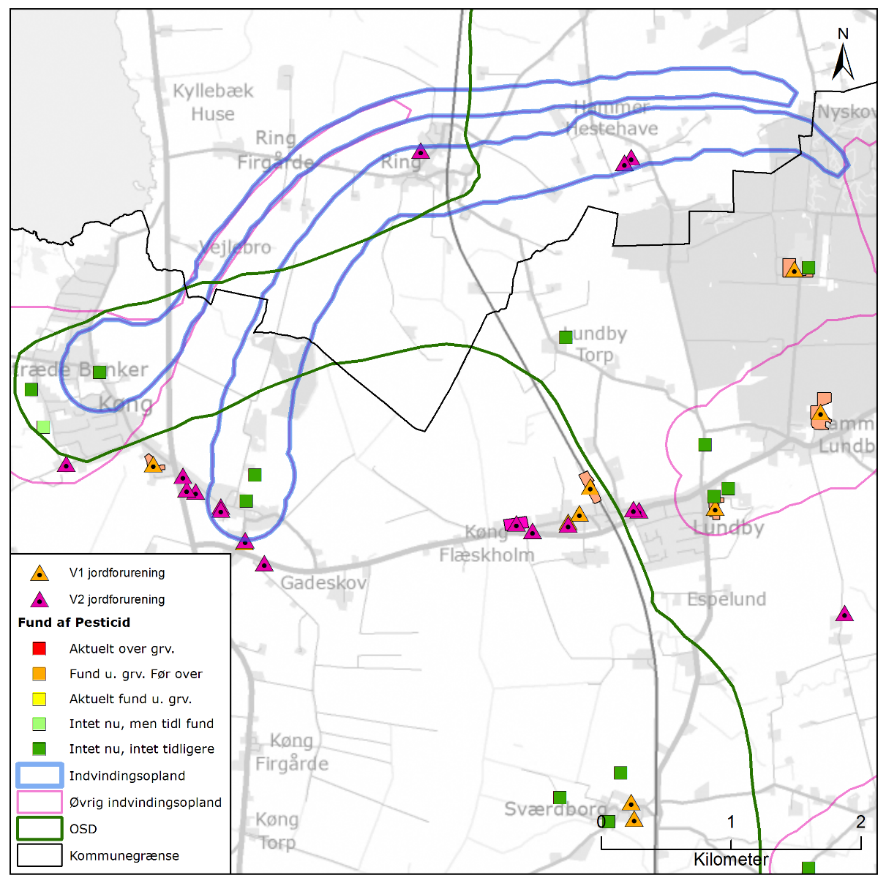 N
Kyllebæk
Huse
Hammer
Hestehave
Nyskov
Ring
Firgårde
Ring
Vejlebro
Lundby
Torp
træde Banker
Køng
Lundb
Køng
Flæskholm
Lundby
Gadeskov
Espelund
V1 jordforurening
V2 jordforurening
Fund af Pesticid
Aktuelt over grv.
Fund u. grv. Før over
Aktuelt fund u. grv.
Intet nu, men tidl fund
Intet nu, intet tidligere
Indvindingsopland
Øvrig indvindingsopland
OSD
Kommunegrænse
Køng
Firgårde
Køng
Torp
Sværdborg
0 1 2
Kilometer